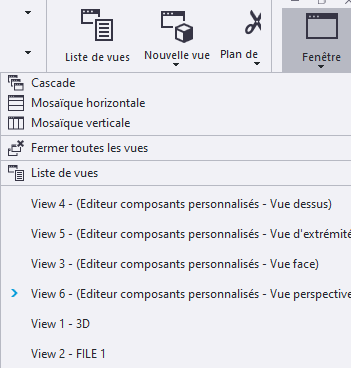 Liste de vues
Nouvelle vue
Plan de
Fenêtre
Cascade
Mosaïque horizontale
Mosaïque verticale
Fermer toutes les vues
Liste de vues
View 4 - (Editeur composants personnalisés - Vue dessus)
View 5 - (Editeur composants personnalisés - Vue d'extrémité
View 3 - (Editeur composants personnalisés - Vue face)
View 6 - (Editeur composants personnalisés - Vue perspective
View 1 - 3D
View 2 - FILE 1